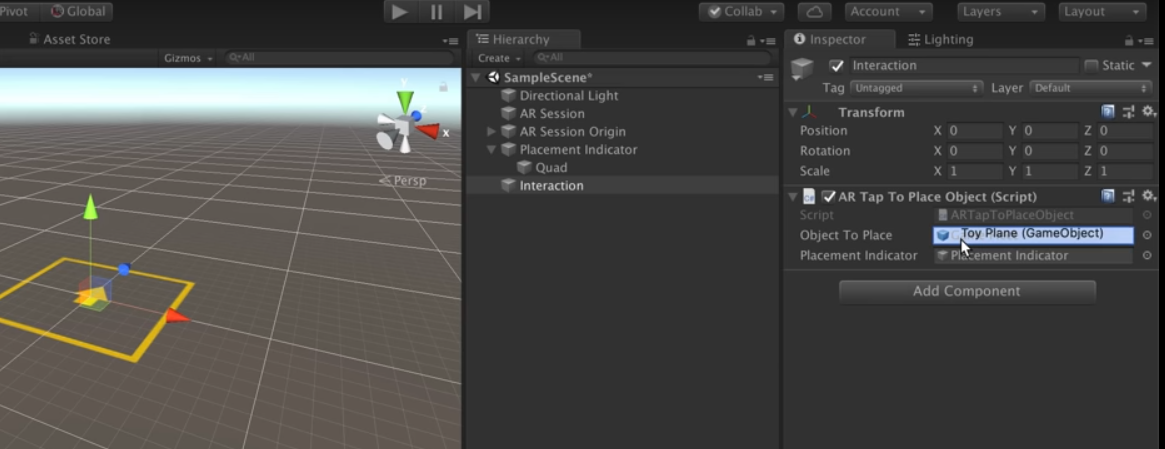 Pivot Global Collab Account Layers Layout
Asset Store
Gizmos All
y
x
Persp
Hierarchy
Create All
SampleScene*
Directional Light
AR Session
AR Session Origin
Placement Indicator
Quad
Interaction
Inspector Lighting
Interaction Static
Tag Untagged Layer Default
Transform
Position X 0 Y 0 Z 0
Rotation X 0 Y 0 Z 0
Scale X 1 Y 1 Z 1
AR Tap To Place Object (Script)
Script ARTapToPlaceObject
Object To Place Toy Plane (GameObject)
Placement Indicator Placement Indicator
Add Component